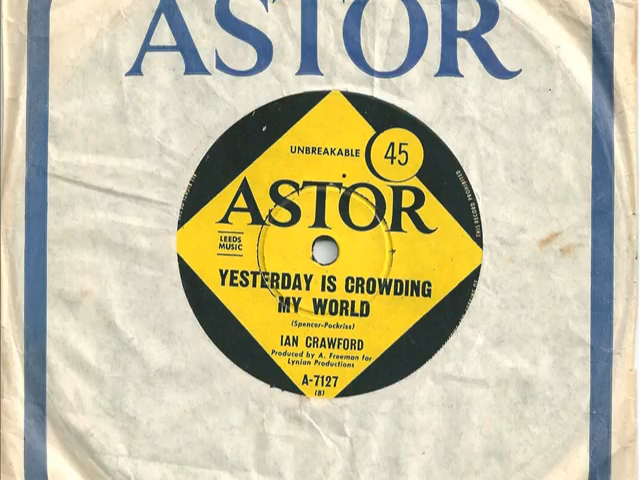 ASTOR
UNBREAKABLE 45
ASTOR
LEEDS
MUSIC
YESTERDAY IS CROWDING
MY WORLD
(Spencer-Pockriss)
IAN CRAWFORD
Produced by A. Freeman for
Lynian Productions
A-7127
(B)